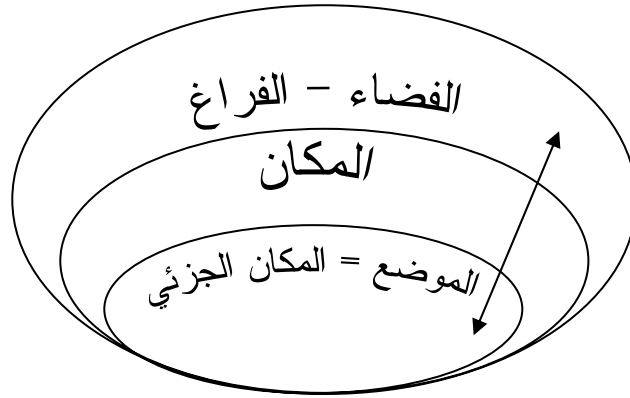 الفضاء – الفراغ
المكان
الموضع = المكان الجزئي